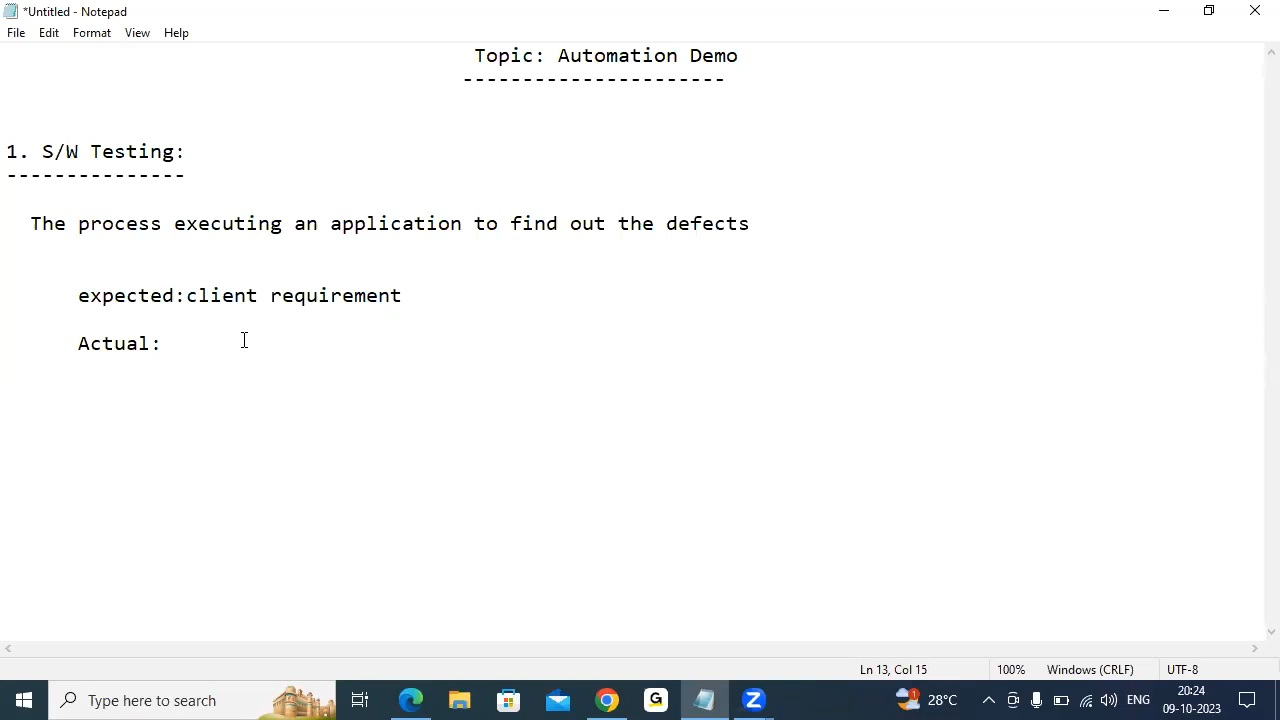 *Untitled - Notepad
File Edit Format View Help
Topic: Automation Demo
----------------------
1. S/W Testing:
---------------
The process executing an application to find out the defects
expected:client requirement
Actual:
Ln 13, Col 15 100% Windows (CRLF) UTF-8
Type here to search
1 28°C ENG 20:24
09-10-2023